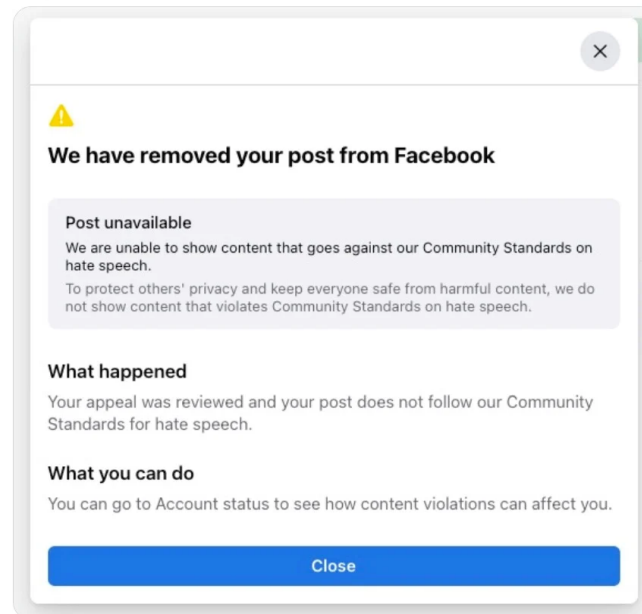 We have removed your post from Facebook
Post unavailable
We are unable to show content that goes against our Community Standards on
hate speech.
To protect others' privacy and keep everyone safe from harmful content, we do
not show content that violates Community Standards on hate speech.
What happened
Your appeal was reviewed and your post does not follow our Community
Standards for hate speech.
What you can do
You can go to Account status to see how content violations can affect you.
Close